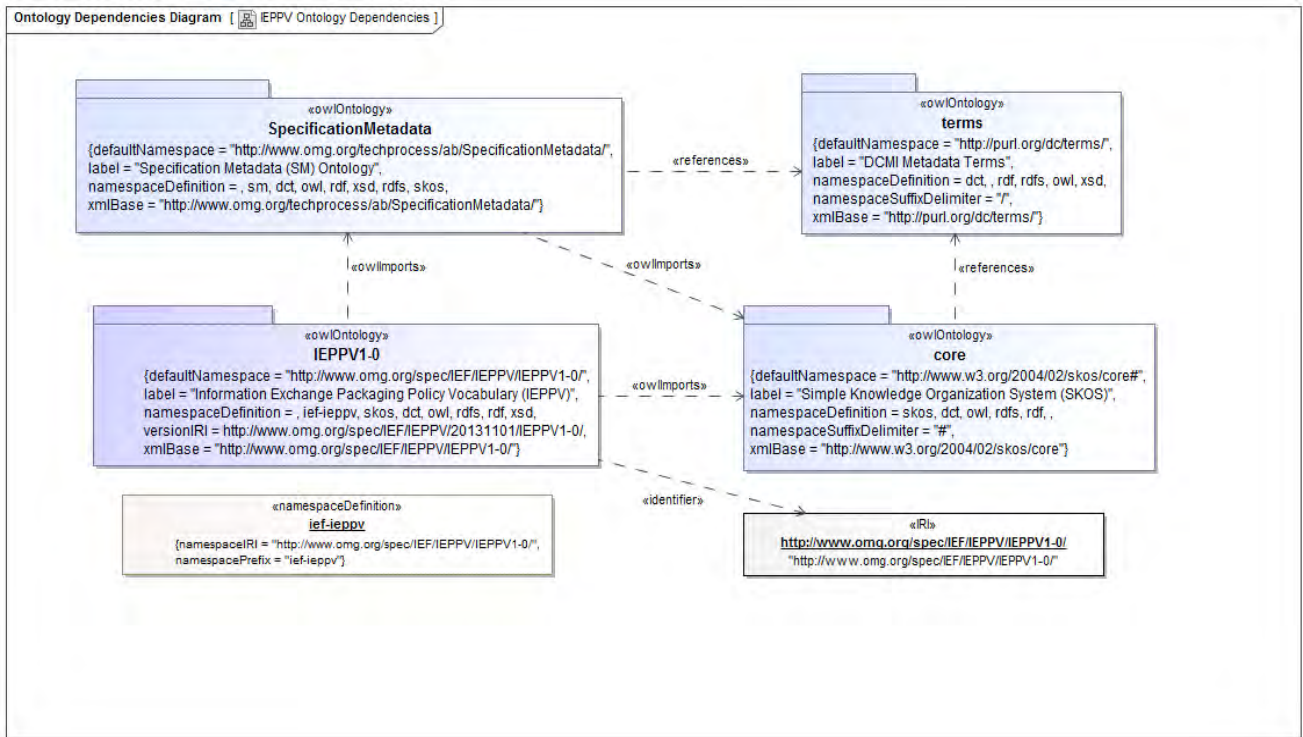 Ontology Dependencies Diagram [ IEPPV Ontology Dependencies ]
«owlOntology»
SpecificationMetadata
{defaultNamespace = "http://www.omg.org/techprocess/ab/SpecificationMetadata/",
label = "Specification Metadata (SM) Ontology",
namespaceDefinition = , sm, dct, owl, rdf, xsd, rdfs, skos,
xmlBase = "http://www.omg.org/techprocess/ab/SpecificationMetadata/"}
«references»
«owlOntology»
terms
{defaultNamespace = "http://purl.org/dc/terms/",
label = "DCMI Metadata Terms",
namespaceDefinition = dct, , rdf, rdfs, owl, xsd,
namespaceSuffixDelimiter = "/",
xmlBase = "http://purl.org/dc/terms/"}
«owlImports»
«owlImports»
«references»
«owlOntology»
IEPPV1-0
{defaultNamespace = "http://www.omg.org/spec/IEF/IEPPV/IEPPV1-0/",
label = "Information Exchange Packaging Policy Vocabulary (IEPPV)",
namespaceDefinition = , ief-ieppv, skos, dct, owl, rdfs, rdf, xsd,
versionIRI = http://www.omg.org/spec/IEF/IEPPV/20131101/IEPPV1-0/,
xmlBase = "http://www.omg.org/spec/IEF/IEPPV/IEPPV1-0/"}
«owlImports»
«owlOntology»
core
{defaultNamespace = "http://www.w3.org/2004/02/skos/core#",
label = "Simple Knowledge Organization System (SKOS)",
namespaceDefinition = skos, dct, owl, rdfs, rdf, ,
namespaceSuffixDelimiter = "#",
xmlBase = "http://www.w3.org/2004/02/skos/core"}
«identifier»
«namespaceDefinition»
ief-ieppv
{namespaceIRI = "http://www.omg.org/spec/IEF/IEPPV/IEPPV1-0/",
namespacePrefix = "ief-ieppv"}
«IRI»
http://www.omg.org/spec/IEF/IEPPV/IEPPV1-0/
"http://www.omg.org/spec/IEF/IEPPV/IEPPV1-0/"